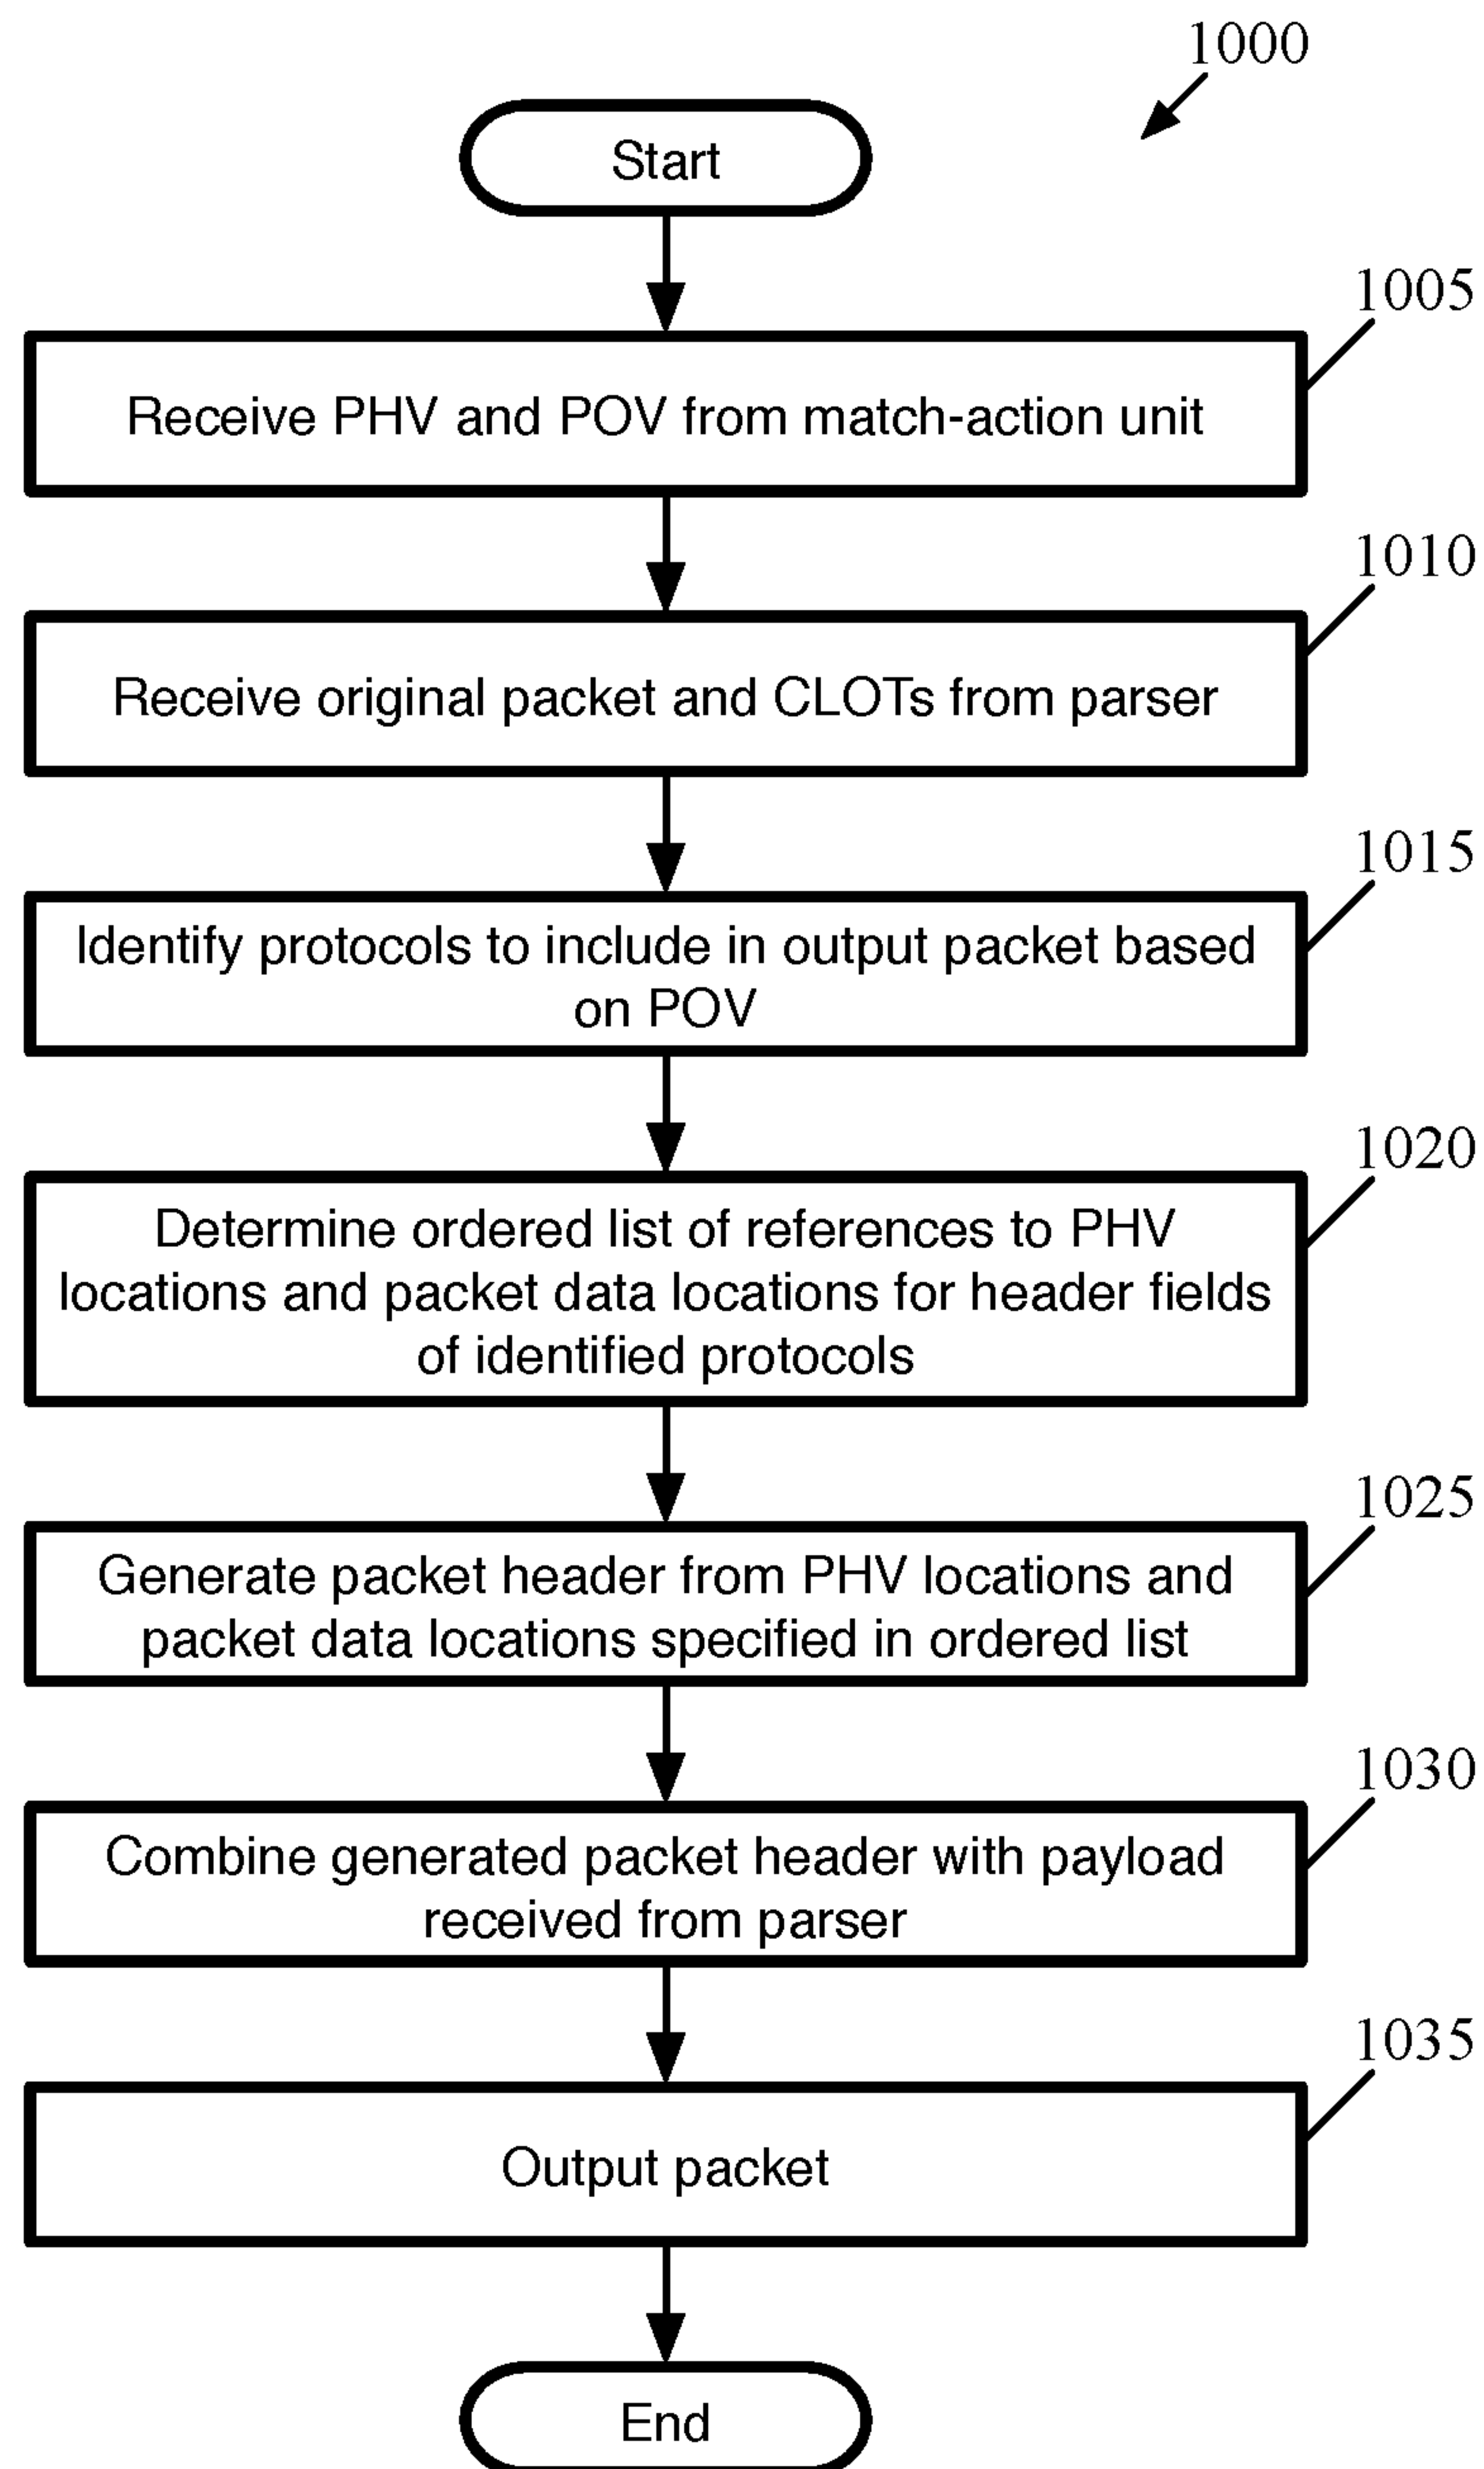 1000
Start
1005
Receive PHV and POV from match-action unit
1010
Receive original packet and CLOTs from parser
1015
Identify protocols to include in output packet based
on POV
1020
Determine ordered list of references to PHV
locations and packet data locations for header fields
of identified protocols
1025
Generate packet header from PHV locations and
packet data locations specified in ordered list
1030
Combine generated packet header with payload
received from parser
1035
Output packet
End